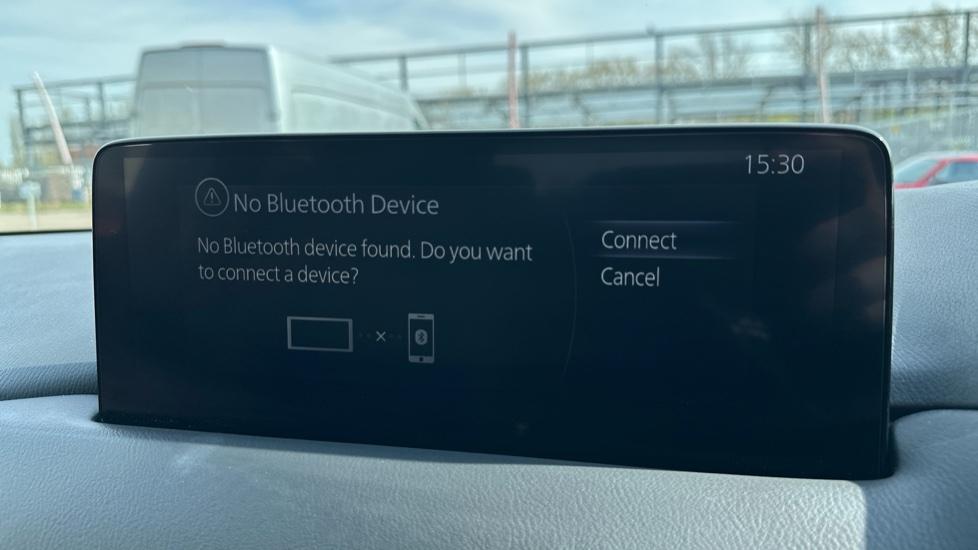 15:30
No Bluetooth Device
No Bluetooth device found. Do you want
to connect a device?
Connect
Cancel